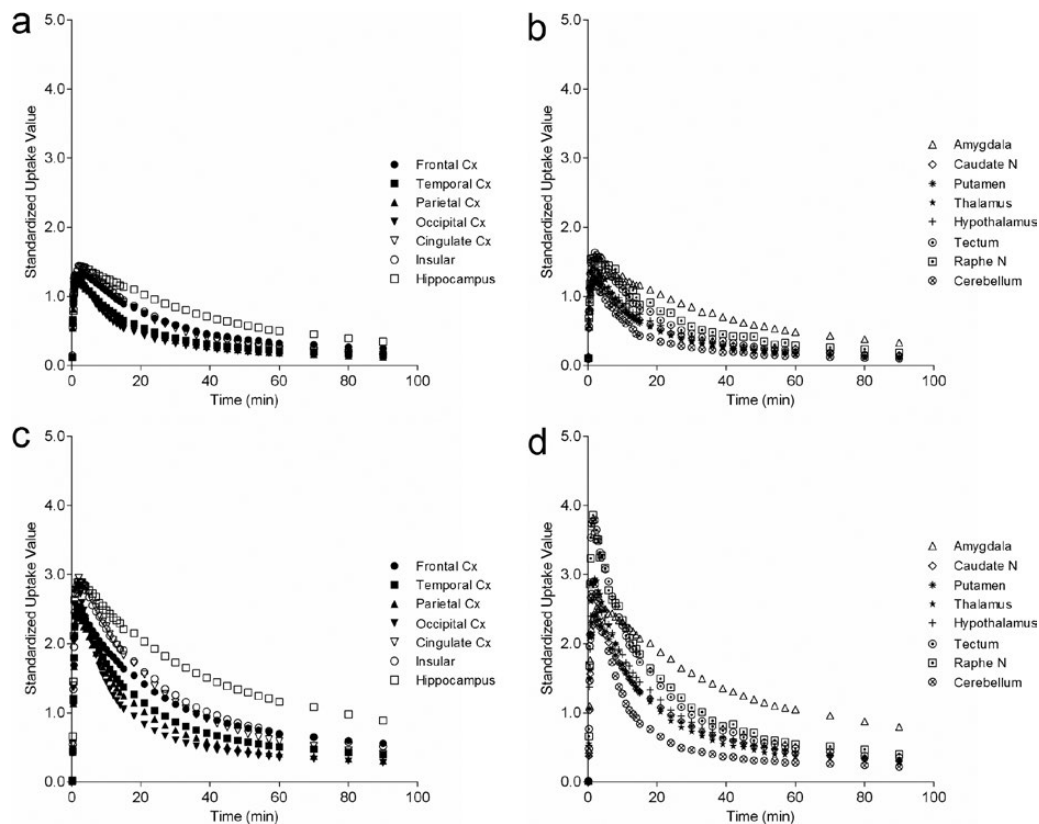 a
5.0
4.0
3.0
2.0
1.0
0.0
Standardized Uptake Value
0 20 40 60 80 100
Time (min)
Frontal Cx
Temporal Cx
Parietal Cx
Occipital Cx
Cingulate Cx
Insular
Hippocampus
b
5.0
4.0
3.0
2.0
1.0
0.0
Standardized Uptake Value
0 20 40 60 80 100
Time (min)
Amygdala
Caudate N
Putamen
Thalamus
Hypothalamus
Tectum
Raphe N
Cerebellum
c
5.0
4.0
3.0
2.0
1.0
0.0
Standardized Uptake Value
0 20 40 60 80 100
Time (min)
Frontal Cx
Temporal Cx
Parietal Cx
Occipital Cx
Cingulate Cx
Insular
Hippocampus
d
5.0
4.0
3.0
2.0
1.0
0.0
Standardized Uptake Value
0 20 40 60 80 100
Time (min)
Amygdala
Caudate N
Putamen
Thalamus
Hypothalamus
Tectum
Raphe N
Cerebellum